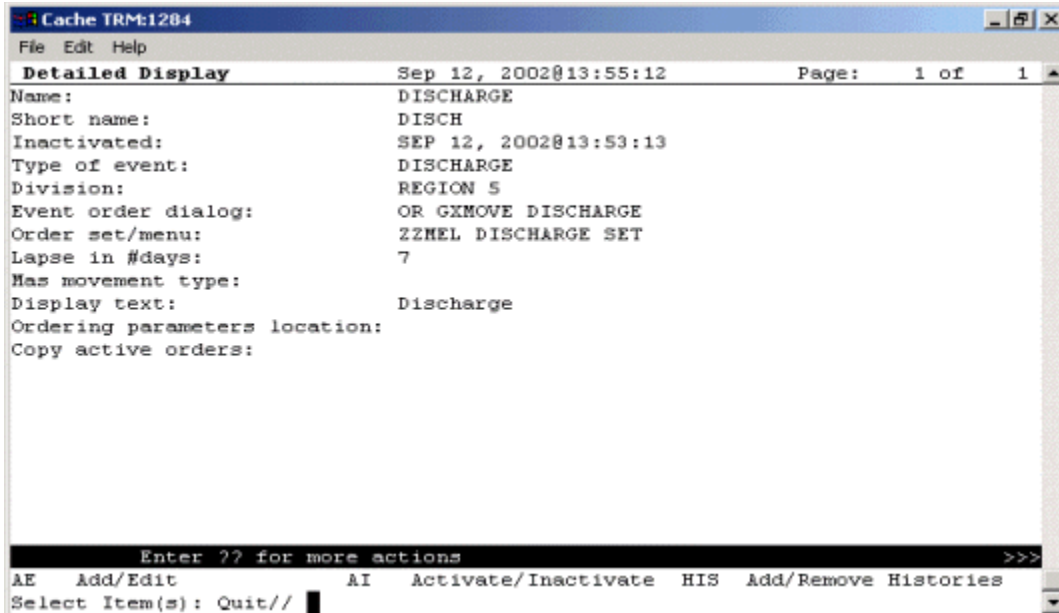 Cache TRM:1284
File Edit Help
Detailed Display Sep 12, 2002@13:55:12 Page: 1 of 1
Name: DISCHARGE
Short name: DISCH
Inactivated: SEP 12, 2002@13:53:13
Type of event: DISCHARGE
Division: REGION 5
Event order dialog: OR GXMOVE DISCHARGE
Order set/menu: ZZMEL DISCHARGE SET
Lapse in #days: 7
Mas movement type:
Display text: Discharge
Ordering parameters location:
Copy active orders:
Enter ?? for more actions >>>
AE Add/Edit AI Activate/Inactivate HIS Add/Remove Histories
Select Item(s): Quit//